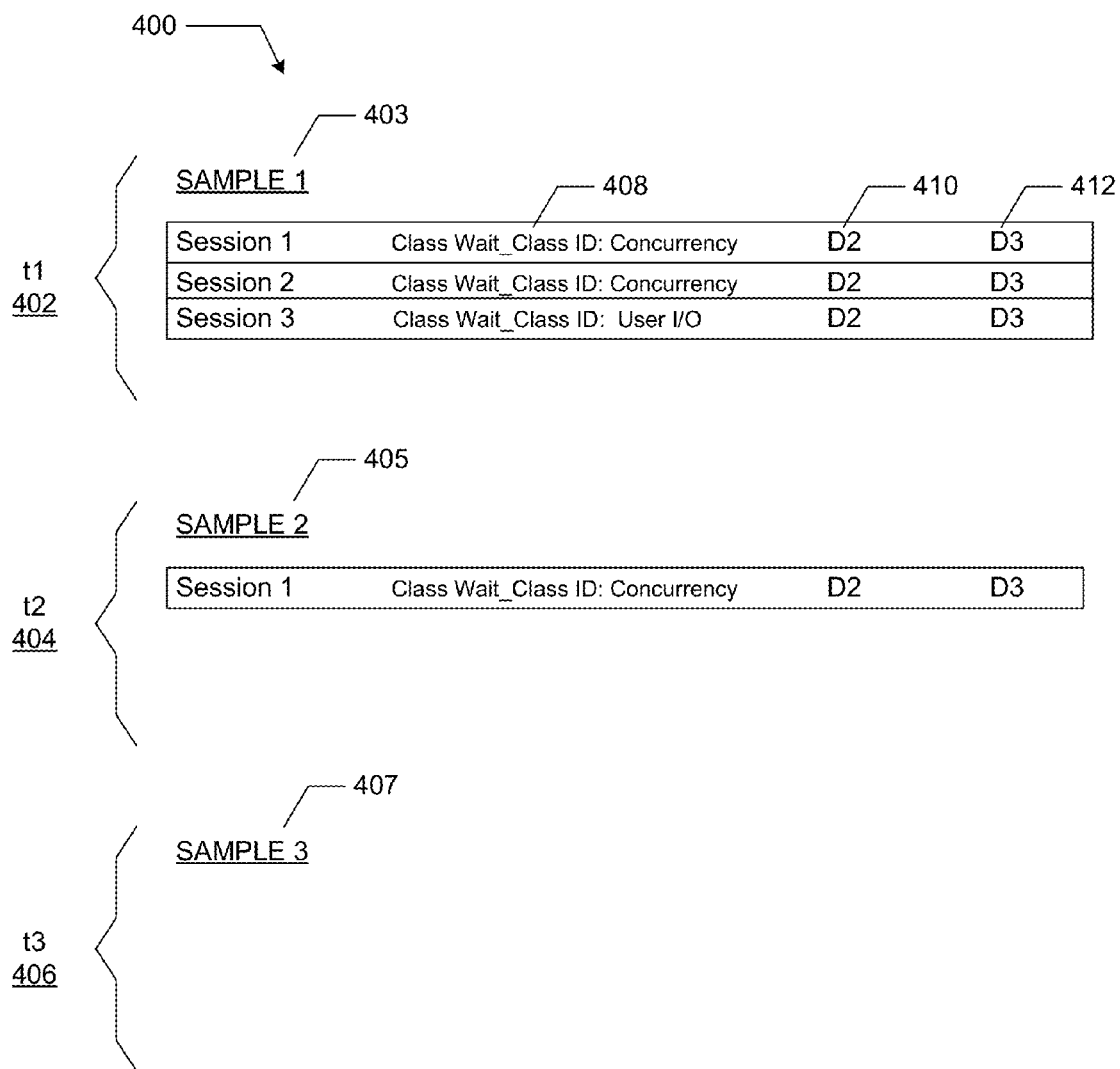 400
403
SAMPLE 1
408
410
412
t1
402
Session 1 Class Wait_Class ID: Concurrency D2 D3
Session 2 Class Wait_Class ID: Concurrency D2 D3
Session 3 Class Wait_Class ID: User I/O D2 D3
405
SAMPLE 2
t2
404
Session 1 Class Wait_Class ID: Concurrency D2 D3
407
SAMPLE 3
t3
406